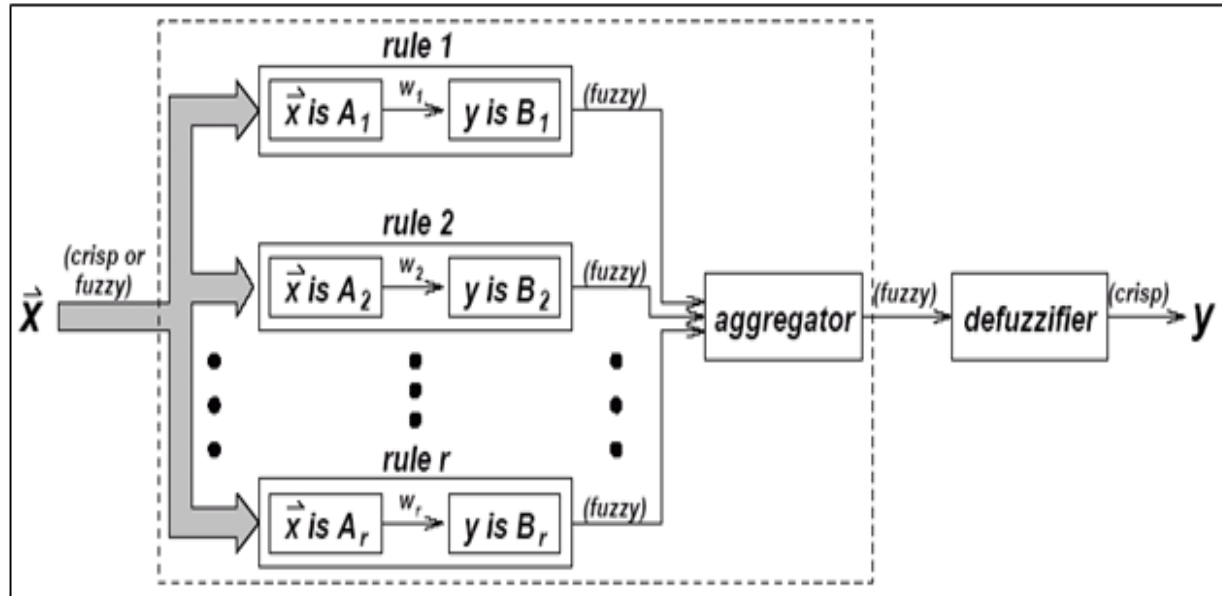 rule 1
x⃗ is A₁
w₁
y is B₁
(fuzzy)
rule 2
x⃗ is A₂
w₂
y is B₂
(fuzzy)
(crisp or
fuzzy)
x⃗
aggregator
(fuzzy)
defuzzifier
(crisp)
y
rule r
x⃗ is Aᵣ
wᵣ
y is Bᵣ
(fuzzy)